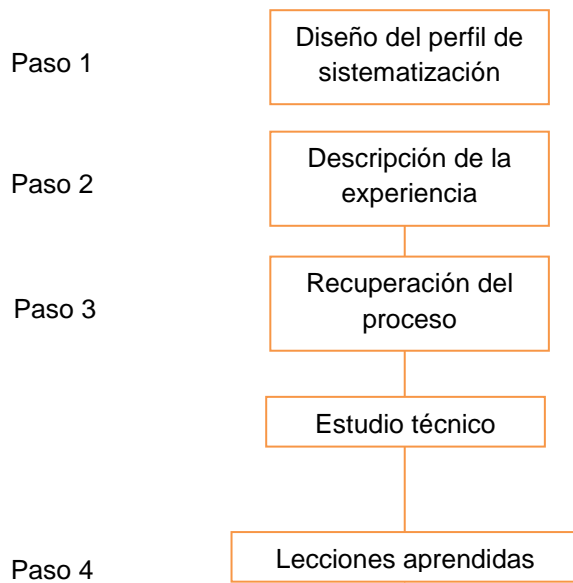 Paso 1
Diseño del perfil de
sistematización
Paso 2
Descripción de la
experiencia
Paso 3
Recuperación del
proceso
Estudio técnico
Paso 4
Lecciones aprendidas